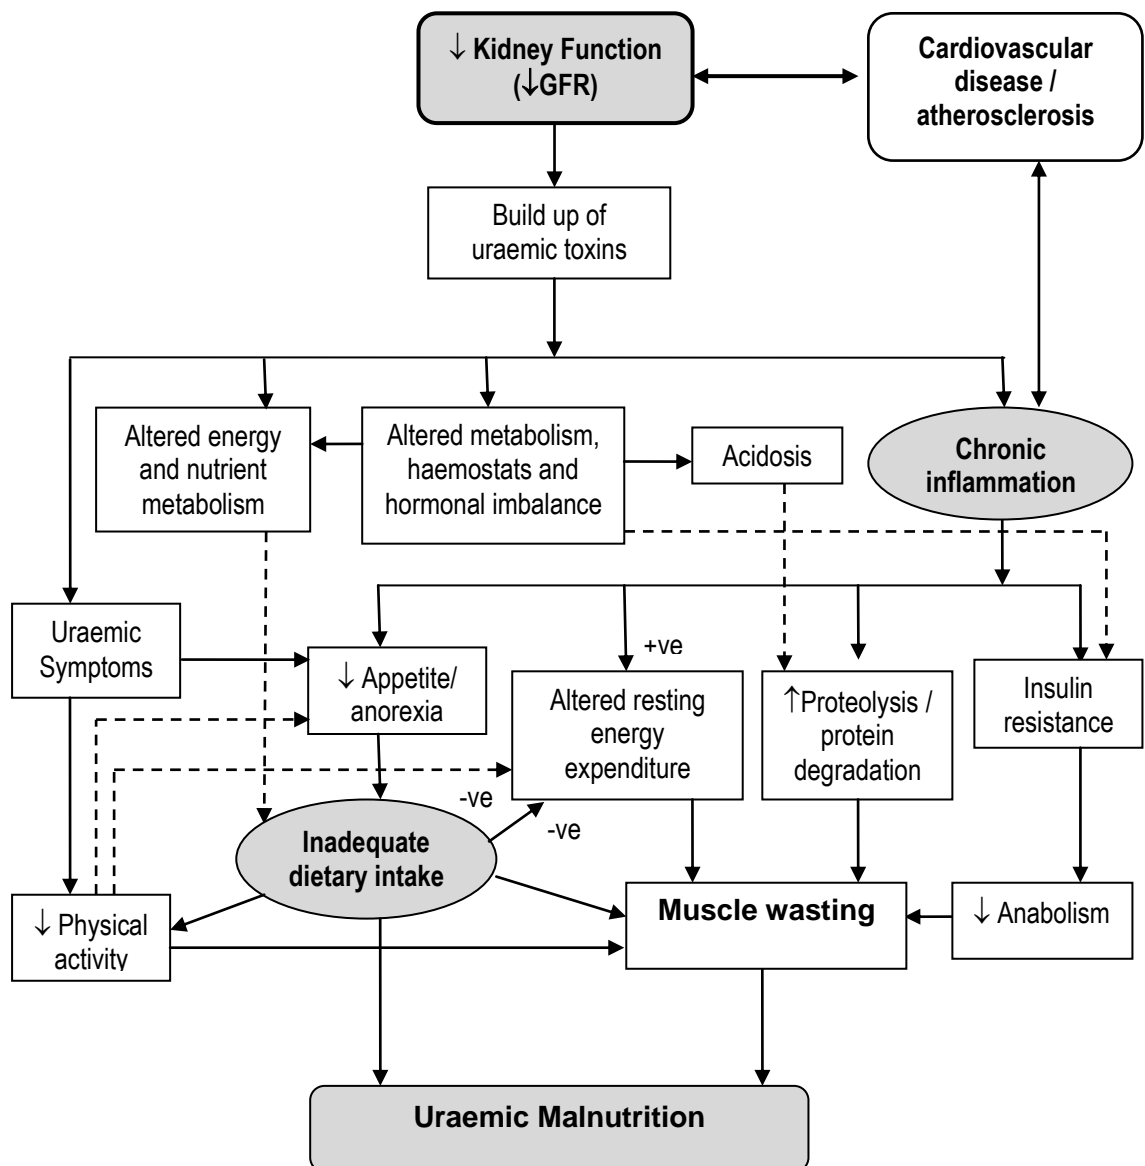 ↓ Kidney Function
(↓GFR)
Cardiovascular
disease /
atherosclerosis
Build up of
uraemic toxins
Altered energy
and nutrient
metabolism
Altered metabolism,
haemostats and
hormonal imbalance
Acidosis
Chronic
inflammation
Uraemic
Symptoms
↓ Appetite/
anorexia
+ve
Altered resting
energy
expenditure
↑Proteolysis /
protein
degradation
Insulin
resistance
-ve
-ve
Inadequate
dietary intake
↓ Physical
activity
Muscle wasting
↓ Anabolism
Uraemic Malnutrition